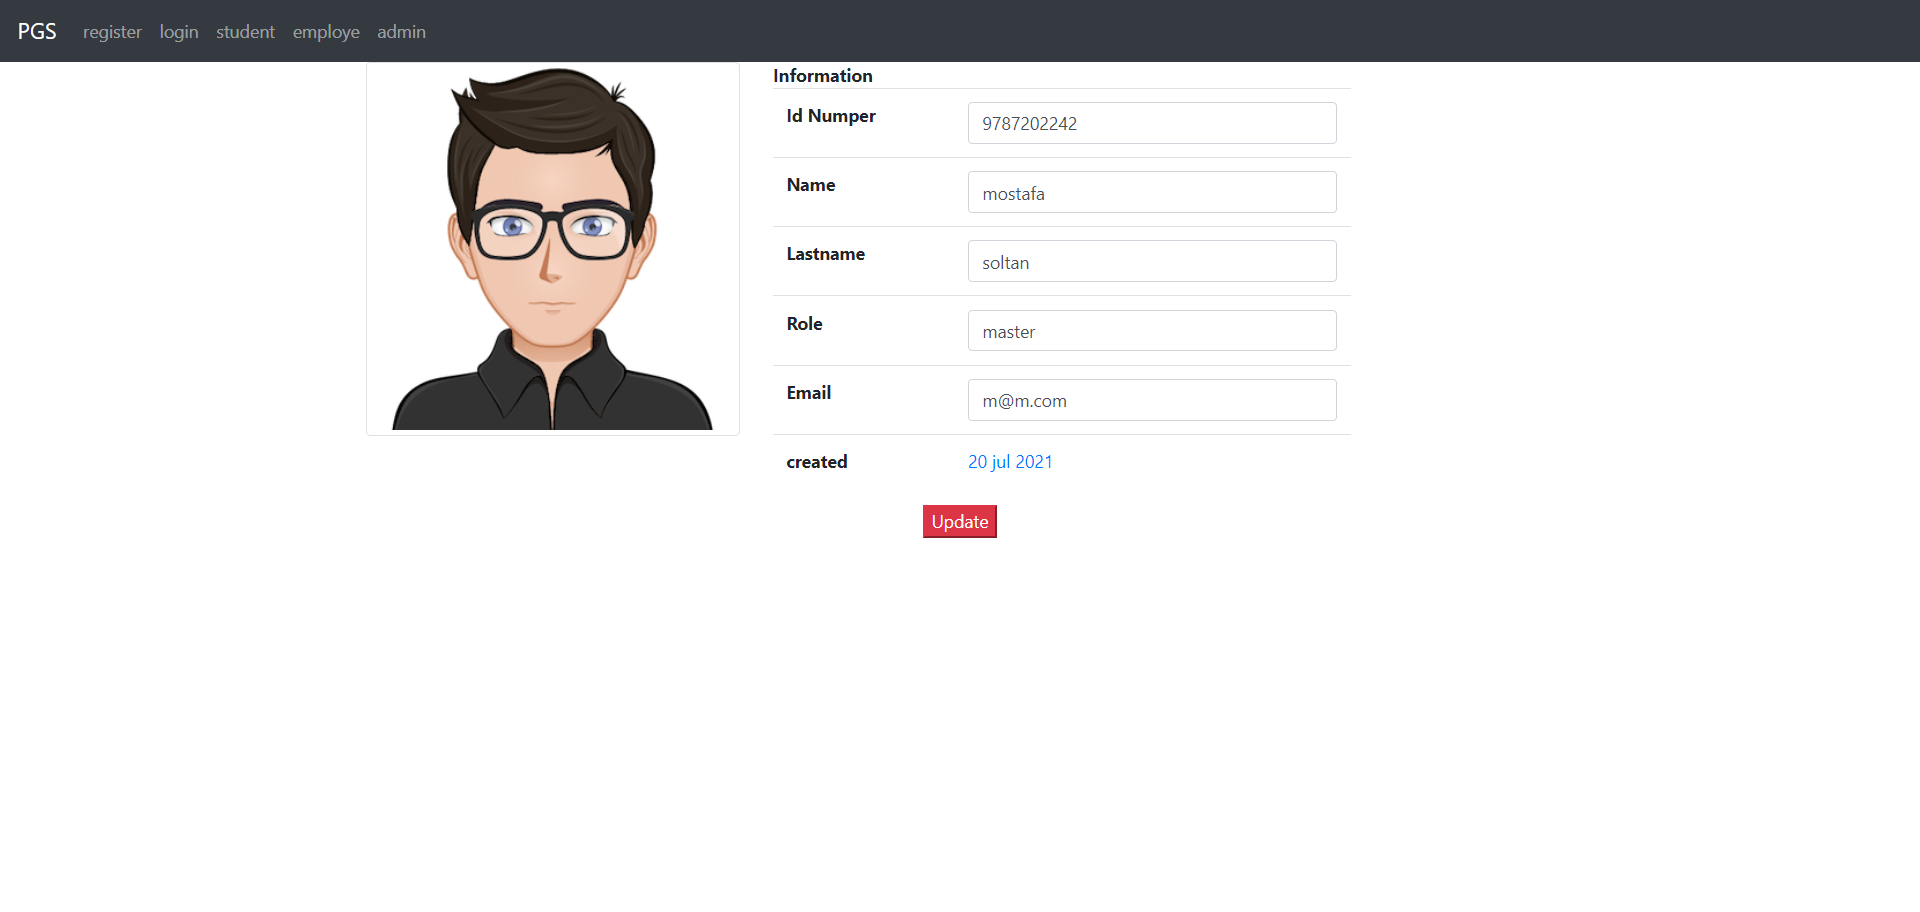 PGS register login student employe admin
Information
Id Numper 9787202242
Name mostafa
Lastname soltan
Role master
Email m@m.com
created 20 jul 2021
Update